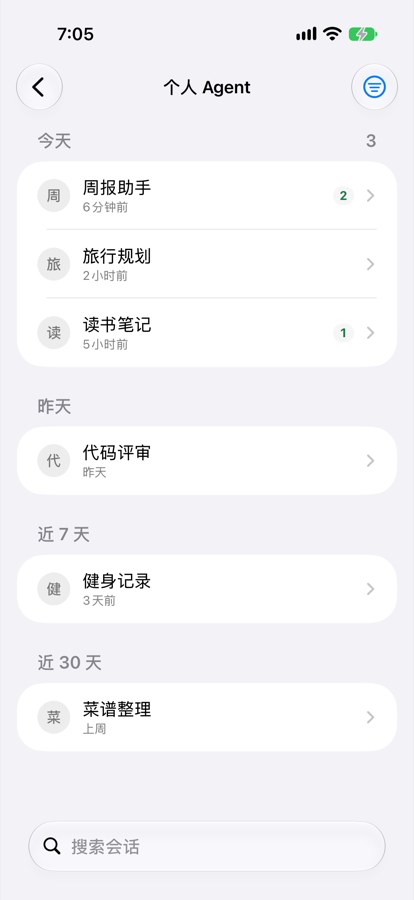 7:05
个人 Agent
今天
3
周
周报助手
6分钟前
2
旅
旅行规划
2小时前
读
读书笔记
5小时前
1
昨天
代
代码评审
昨天
近 7 天
健
健身记录
3天前
近 30 天
菜
菜谱整理
上周
搜索会话